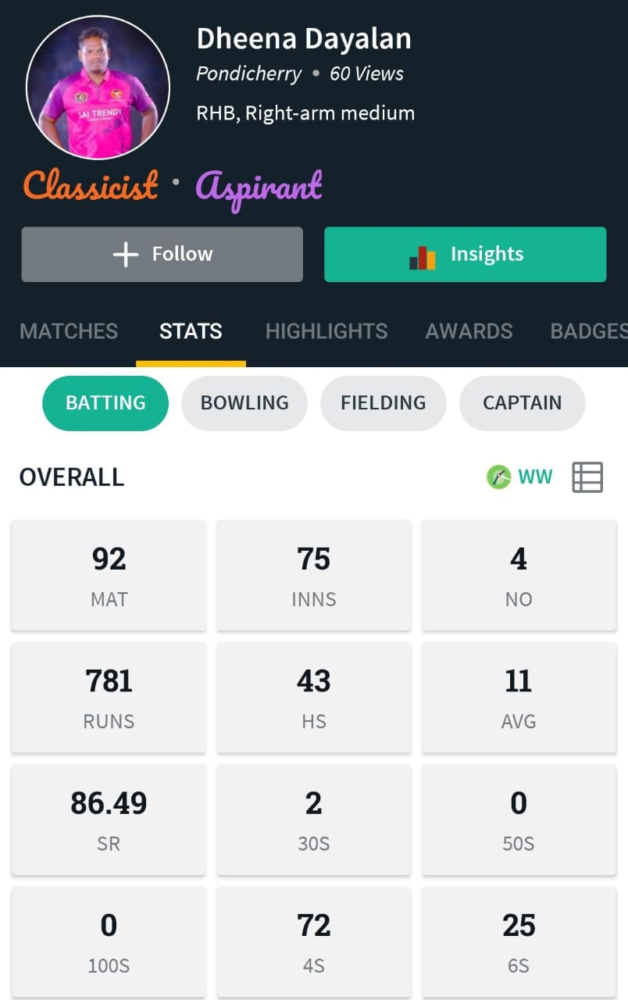 Dheena Dayalan
Pondicherry • 60 Views
RHB, Right-arm medium
SAI TRENDY
Classicist • Aspirant
+ Follow
Insights
MATCHES STATS HIGHLIGHTS AWARDS BADGES
BATTING BOWLING FIELDING CAPTAIN
OVERALL
WW
92 75 4
MAT INNS NO
781 43 11
RUNS HS AVG
86.49 2 0
SR 30S 50S
0 72 25
100S 4S 6S